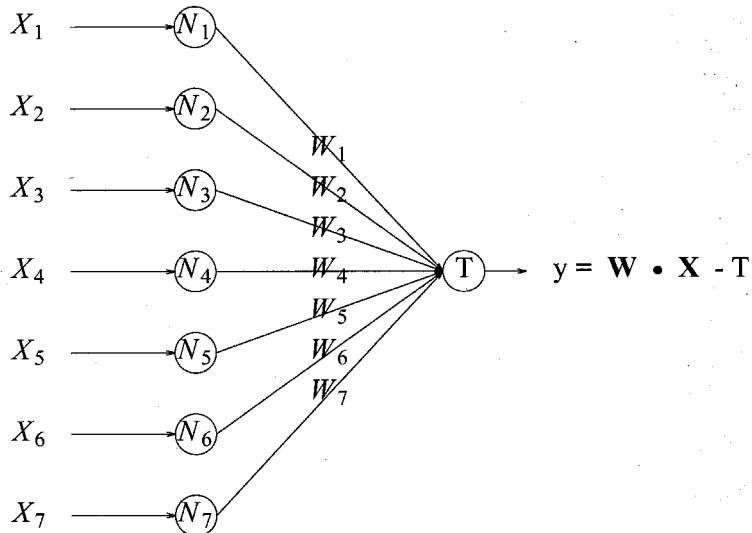 X1 N1
X2 N2
W1
X3 N3 W2
W3
X4 N4 W4 T y = W • X - T
W5
X5 N5 W6
W7
X6 N6
X7 N7